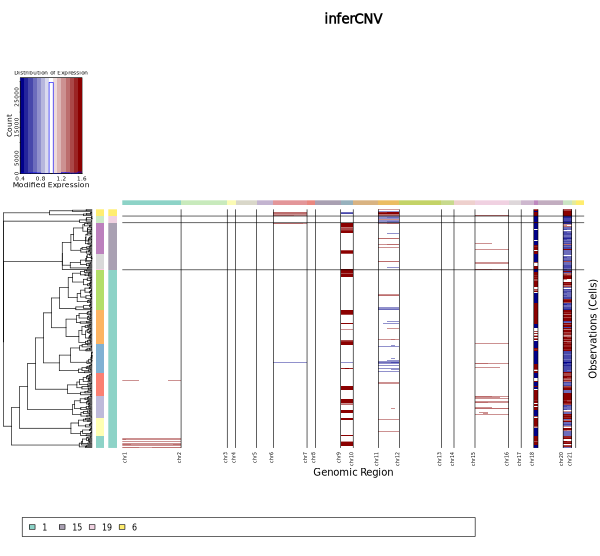 inferCNV
Distribution of Expression
Count
0
5000
15000
25000
0.4 0.8 1.2 1.6
Modified Expression
Observations (Cells)
chr1 chr2 chr3 chr4 chr5 chr6 chr7 chr8 chr9 chr10 chr11 chr12 chr13 chr14 chr15 chr16 chr17 chr18 chr20 chr21
Genomic Region
1 15 19 6